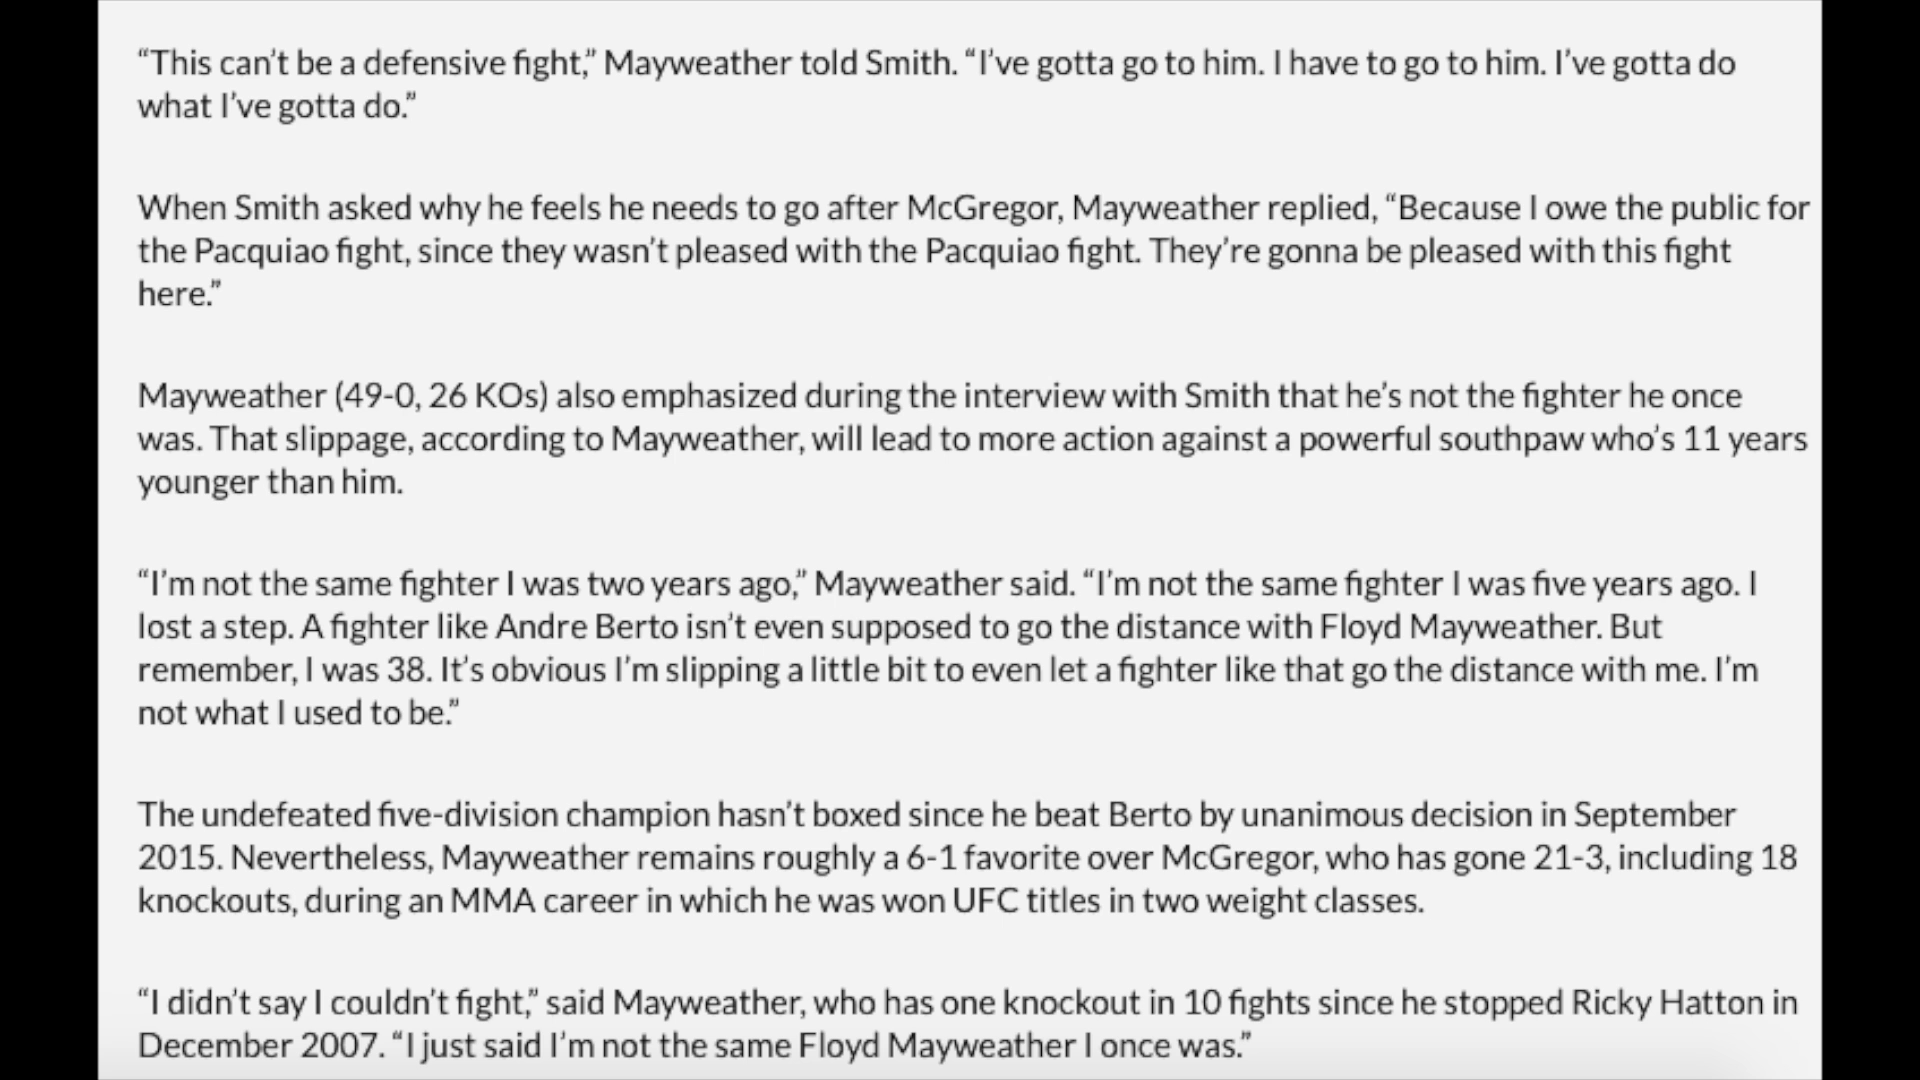 “This can’t be a defensive fight,” Mayweather told Smith. “I’ve gotta go to him. I have to go to him. I’ve gotta do
what I’ve gotta do.”
When Smith asked why he feels he needs to go after McGregor, Mayweather replied, “Because I owe the public for
the Pacquiao fight, since they wasn’t pleased with the Pacquiao fight. They’re gonna be pleased with this fight
here.”
Mayweather (49-0, 26 KOs) also emphasized during the interview with Smith that he’s not the fighter he once
was. That slippage, according to Mayweather, will lead to more action against a powerful southpaw who’s 11 years
younger than him.
“I’m not the same fighter I was two years ago,” Mayweather said. “I’m not the same fighter I was five years ago. I
lost a step. A fighter like Andre Berto isn’t even supposed to go the distance with Floyd Mayweather. But
remember, I was 38. It’s obvious I’m slipping a little bit to even let a fighter like that go the distance with me. I’m
not what I used to be.”
The undefeated five-division champion hasn’t boxed since he beat Berto by unanimous decision in September
2015. Nevertheless, Mayweather remains roughly a 6-1 favorite over McGregor, who has gone 21-3, including 18
knockouts, during an MMA career in which he was won UFC titles in two weight classes.
“I didn’t say I couldn’t fight,” said Mayweather, who has one knockout in 10 fights since he stopped Ricky Hatton in
December 2007. “I just said I’m not the same Floyd Mayweather I once was.”